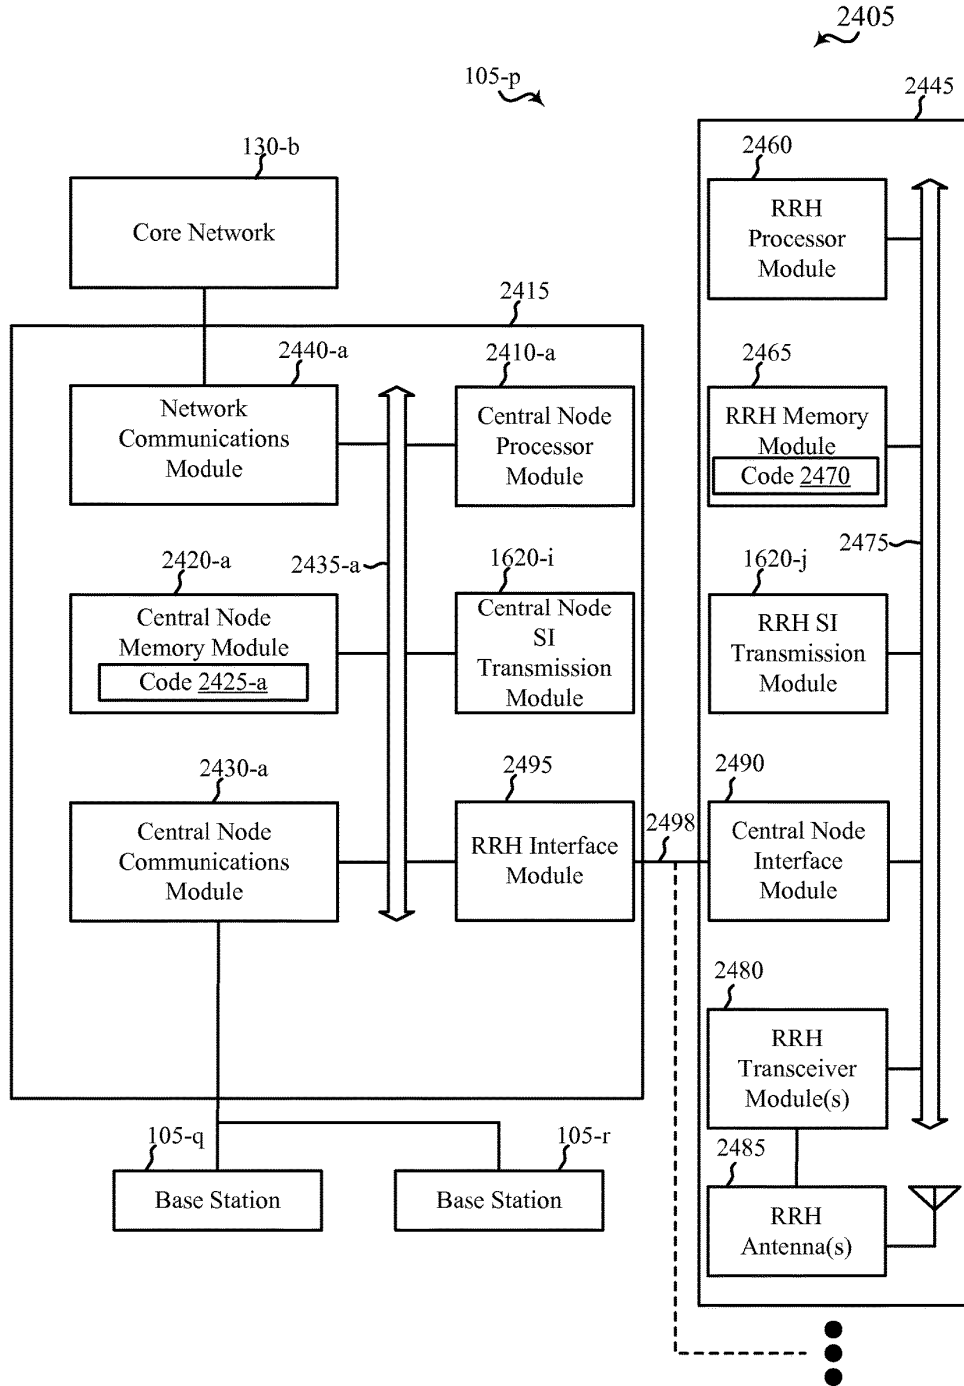 2405
105-p
2445
130-b
Core Network
2460
RRH
Processor
Module
2415
2440-a
Network
Communications
Module
2410-a
Central Node
Processor
Module
2465
RRH Memory
Module
Code 2470
2420-a
Central Node
Memory Module
Code 2425-a
2435-a
1620-i
Central Node
SI
Transmission
Module
2475
1620-j
RRH SI
Transmission
Module
2430-a
Central Node
Communications
Module
2495
RRH Interface
Module
2498
2490
Central Node
Interface
Module
2480
RRH
Transceiver
Module(s)
105-q
Base Station
105-r
Base Station
2485
RRH
Antenna(s)